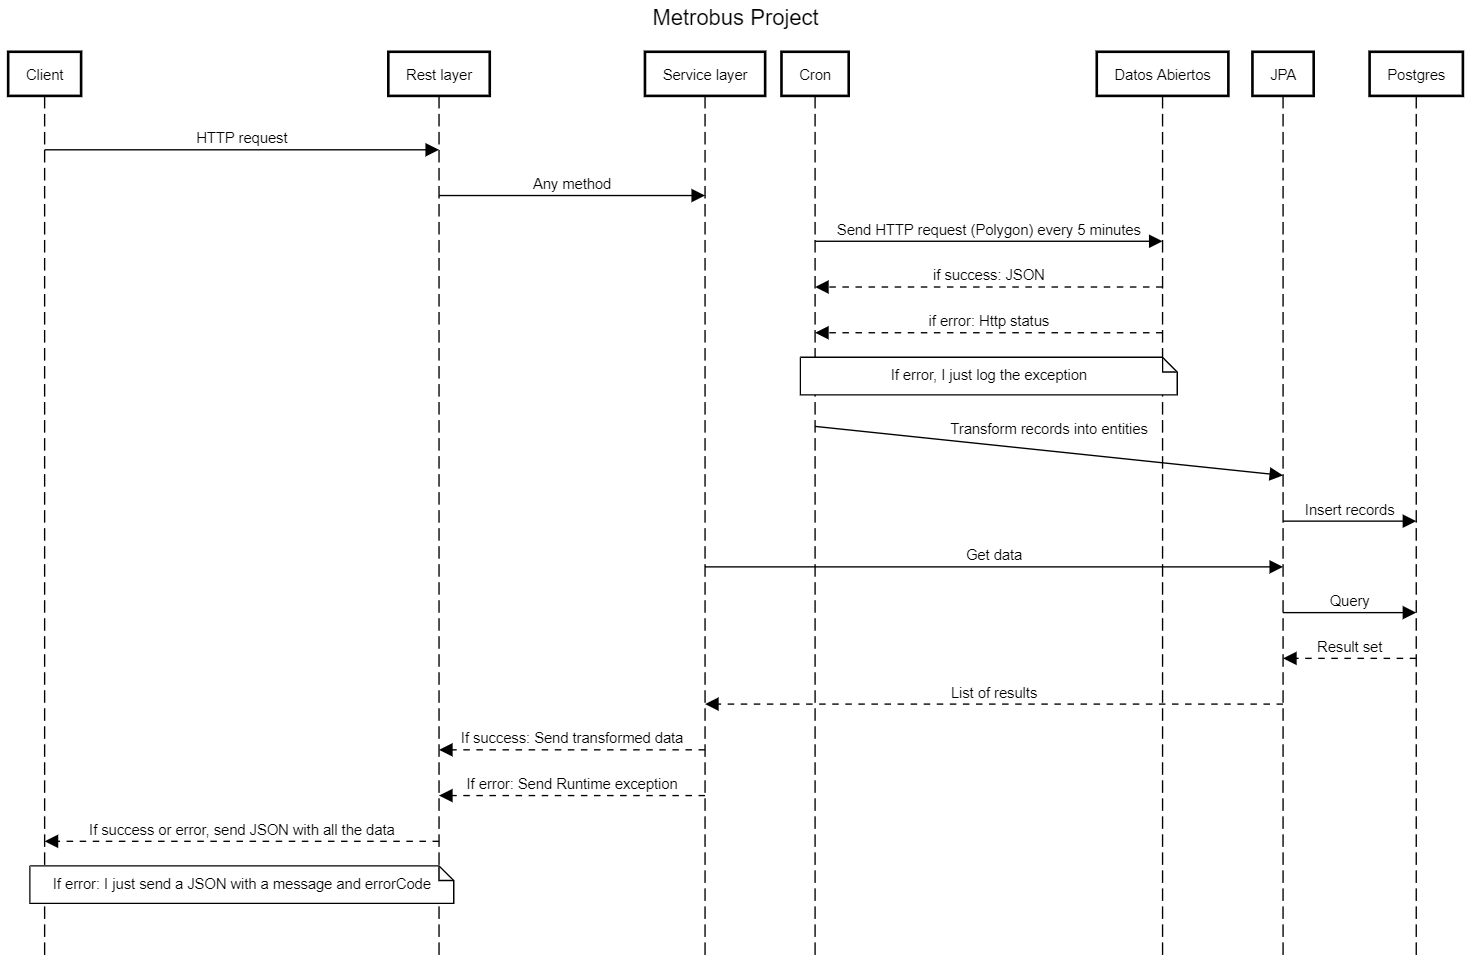 Metrobus Project
Client
Rest layer
Service layer
Cron
Datos Abiertos
JPA
Postgres
HTTP request
Any method
Send HTTP request (Polygon) every 5 minutes
if success: JSON
if error: Http status
If error, I just log the exception
Transform records into entities
Insert records
Get data
Query
Result set
List of results
If success: Send transformed data
If error: Send Runtime exception
If success or error, send JSON with all the data
If error: I just send a JSON with a message and errorCode